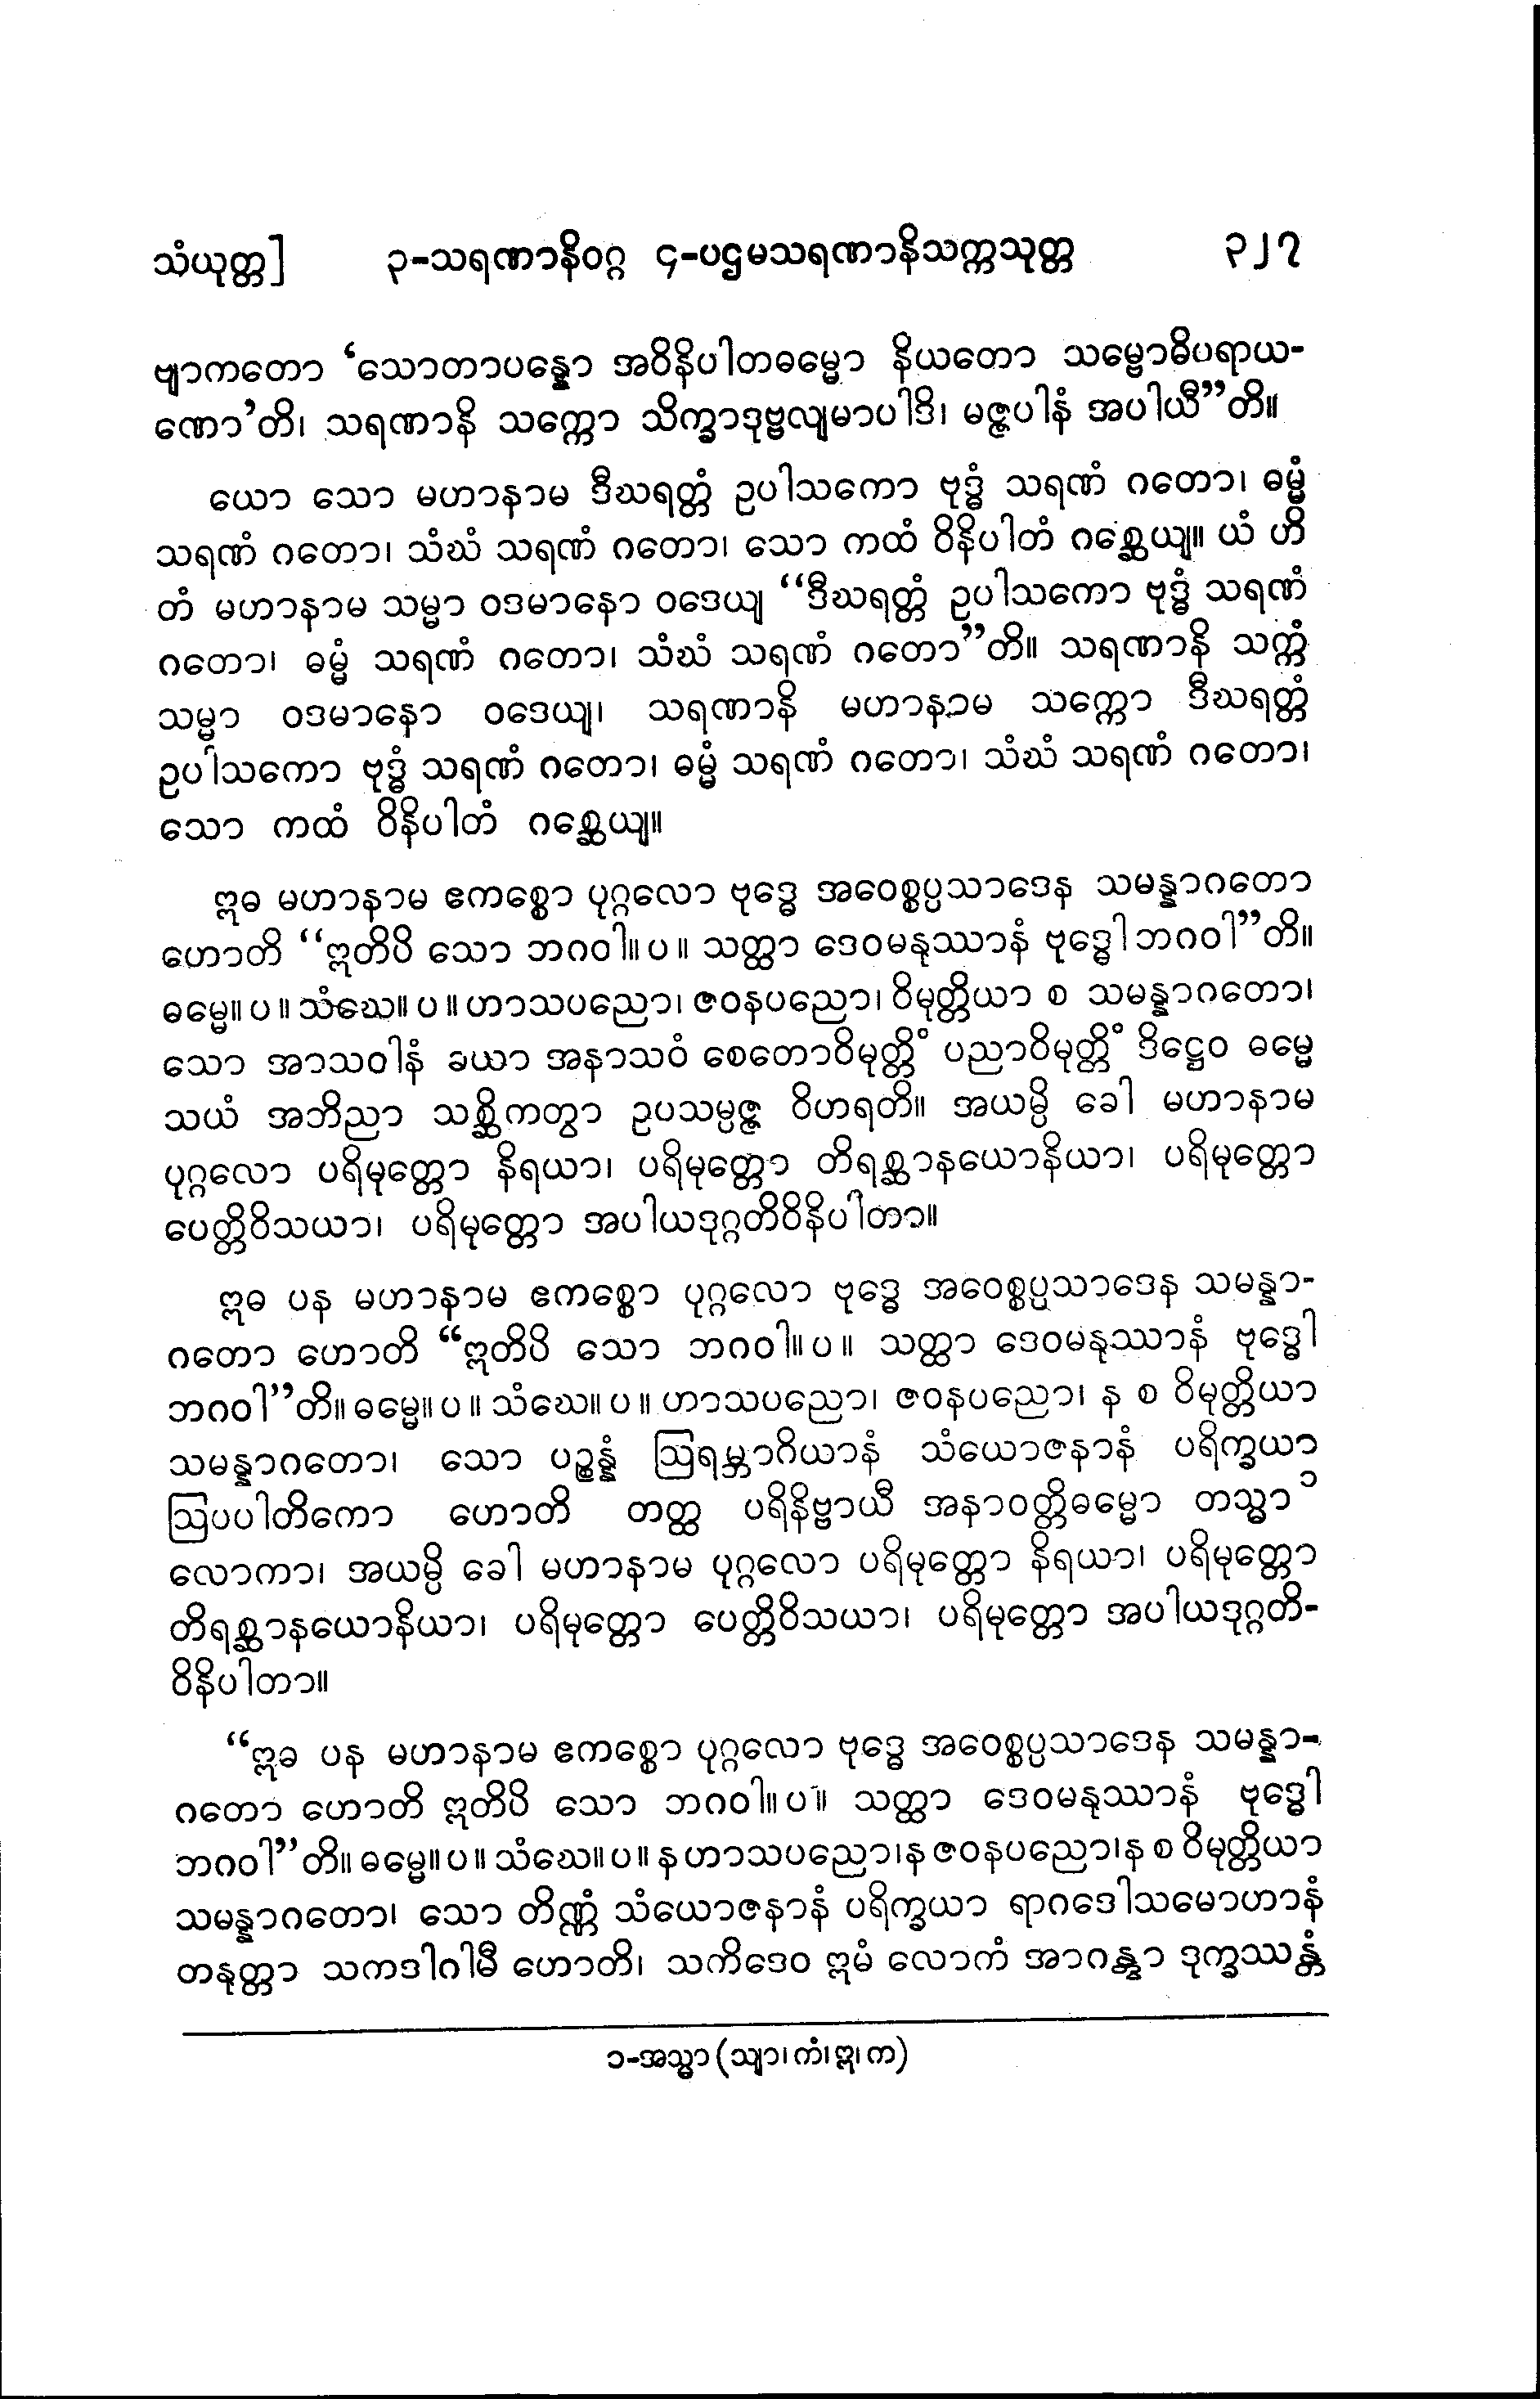 သံယုတ္တ] ၃-သရဏာနိဝဂ္ဂ ၄-ပဌမသရဏာနိသက္ကသုတ္တ ၃၂၇
ဗျာကတော ‘သောတာပန္နော အဝိနိပါတဓမ္မော နိယတော သမ္ဗောဓိပရာယ-
ဏော’တိ၊ သရဏာနိ သက္ကော သိက္ခာဒုဗ္ဗလျမာပါဒိ၊ မဇ္ဇပါနံ အပါယီ”တိ။
ယော သော မဟာနာမ ဒီဃရတ္တံ ဥပါသကော ဗုဒ္ဓံ သရဏံ ဂတော၊ ဓမ္မံ
သရဏံ ဂတော၊ သံဃံ သရဏံ ဂတော၊ သော ကထံ ဝိနိပါတံ ဂစ္ဆေယျ။ ယံ ဟိ
တံ မဟာနာမ သမ္မာ ဝဒမာနော ဝဒေယျ “ဒီဃရတ္တံ ဥပါသကော ဗုဒ္ဓံ သရဏံ
ဂတော၊ ဓမ္မံ သရဏံ ဂတော၊ သံဃံ သရဏံ ဂတော”တိ။ သရဏာနိ သက္ကံ
သမ္မာ ဝဒမာနော ဝဒေယျ၊ သရဏာနိ မဟာနာမ သက္ကော ဒီဃရတ္တံ
ဥပါသကော ဗုဒ္ဓံ သရဏံ ဂတော၊ ဓမ္မံ သရဏံ ဂတော၊ သံဃံ သရဏံ ဂတော၊
သော ကထံ ဝိနိပါတံ ဂစ္ဆေယျ။
ဣဓ မဟာနာမ ဧကစ္စော ပုဂ္ဂလော ဗုဒ္ဓေ အဝေစ္စပ္ပသာဒေန သမန္နာဂတော
ဟောတိ “ဣတိပိ သော ဘဂဝါ။ ပ ။ သတ္ထာ ဒေဝမနုဿာနံ ဗုဒ္ဓေါ ဘဂဝါ”တိ။
ဓမ္မေ။ ပ ။ သံဃေ။ ပ ။ ဟာသပညော၊ ဇဝနပညော၊ ဝိမုတ္တိယာ စ သမန္နာဂတော၊
သော အာသဝါနံ ခယာ အနာသဝံ စေတောဝိမုတ္တိံ ပညာဝိမုတ္တိံ ဒိဋ္ဌေဝ ဓမ္မေ
သယံ အဘိညာ သစ္ဆိကတွာ ဥပသမ္ပဇ္ဇ ဝိဟရတိ။ အယမ္ပိ ခေါ မဟာနာမ
ပုဂ္ဂလော ပရိမုတ္တော နိရယာ၊ ပရိမုတ္တော တိရစ္ဆာနယောနိယာ၊ ပရိမုတ္တော
ပေတ္တိဝိသယာ၊ ပရိမုတ္တော အပါယဒုဂ္ဂတိဝိနိပါတာ။
ဣဓ ပန မဟာနာမ ဧကစ္စော ပုဂ္ဂလော ဗုဒ္ဓေ အဝေစ္စပ္ပသာဒေန သမန္နာ-
ဂတော ဟောတိ “ဣတိပိ သော ဘဂဝါ။ ပ ။ သတ္ထာ ဒေဝမနုဿာနံ ဗုဒ္ဓေါ
ဘဂဝါ”တိ။ ဓမ္မေ။ ပ ။ သံဃေ။ ပ ။ ဟာသပညော၊ ဇဝနပညော၊ န စ ဝိမုတ္တိယာ
သမန္နာဂတော၊ သော ပဉ္စန္နံ ဩရမ္ဘာဂိယာနံ သံယောဇနာနံ ပရိက္ခယာ
ဩပပါတိကော ဟောတိ တတ္ထ ပရိနိဗ္ဗာယီ အနာဝတ္တိဓမ္မော တသ္မာ ၁
လောကာ၊ အယမ္ပိ ခေါ မဟာနာမ ပုဂ္ဂလော ပရိမုတ္တော နိရယာ၊ ပရိမုတ္တော
တိရစ္ဆာနယောနိယာ၊ ပရိမုတ္တော ပေတ္တိဝိသယာ၊ ပရိမုတ္တော အပါယဒုဂ္ဂတိ-
ဝိနိပါတာ။
“ဣဓ ပန မဟာနာမ ဧကစ္စော ပုဂ္ဂလော ဗုဒ္ဓေ အဝေစ္စပ္ပသာဒေန သမန္နာ-
ဂတော ဟောတိ ဣတိပိ သော ဘဂဝါ။ ပ ။ သတ္ထာ ဒေဝမနုဿာနံ ဗုဒ္ဓေါ
ဘဂဝါ”တိ။ ဓမ္မေ။ ပ ။ သံဃေ။ ပ ။ န ဟာသပညော၊ န ဇဝနပညော၊ န စ ဝိမုတ္တိယာ
သမန္နာဂတော၊ သော တိဏ္ဏံ သံယောဇနာနံ ပရိက္ခယာ ရာဂဒေါသမောဟာနံ
တနုတ္တာ သကဒါဂါမီ ဟောတိ၊ သကိဒေဝ ဣမံ လောကံ အာဂန္တွာ ဒုက္ခဿန္တံ
၁-အသ္မာ (သျာ၊ ကံ၊ ဣ၊ က)